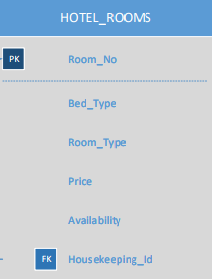 HOTEL_ROOMS
PK Room_No
Bed_Type
Room_Type
Price
Availability
FK Housekeeping_Id